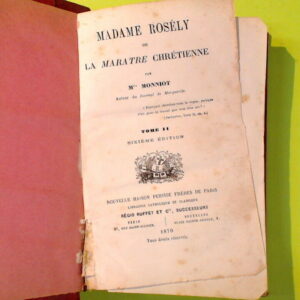 MADAME ROSÉLY
OU
LA MARATRE CHRÉTIENNE
PAR
Mlle MONNIOT
Auteur du Journal de Marguerite.
TOME II
SIXIÈME ÉDITION
NOUVELLE MAISON PERISSE FRÈRES DE PARIS
LIBRAIRIE CATHOLIQUE ET CLASSIQUE
RÉGIS RUFFET ET Cie, SUCCESSEURS
PARIS
BRUXELLES
1870
Tous droits réservés.